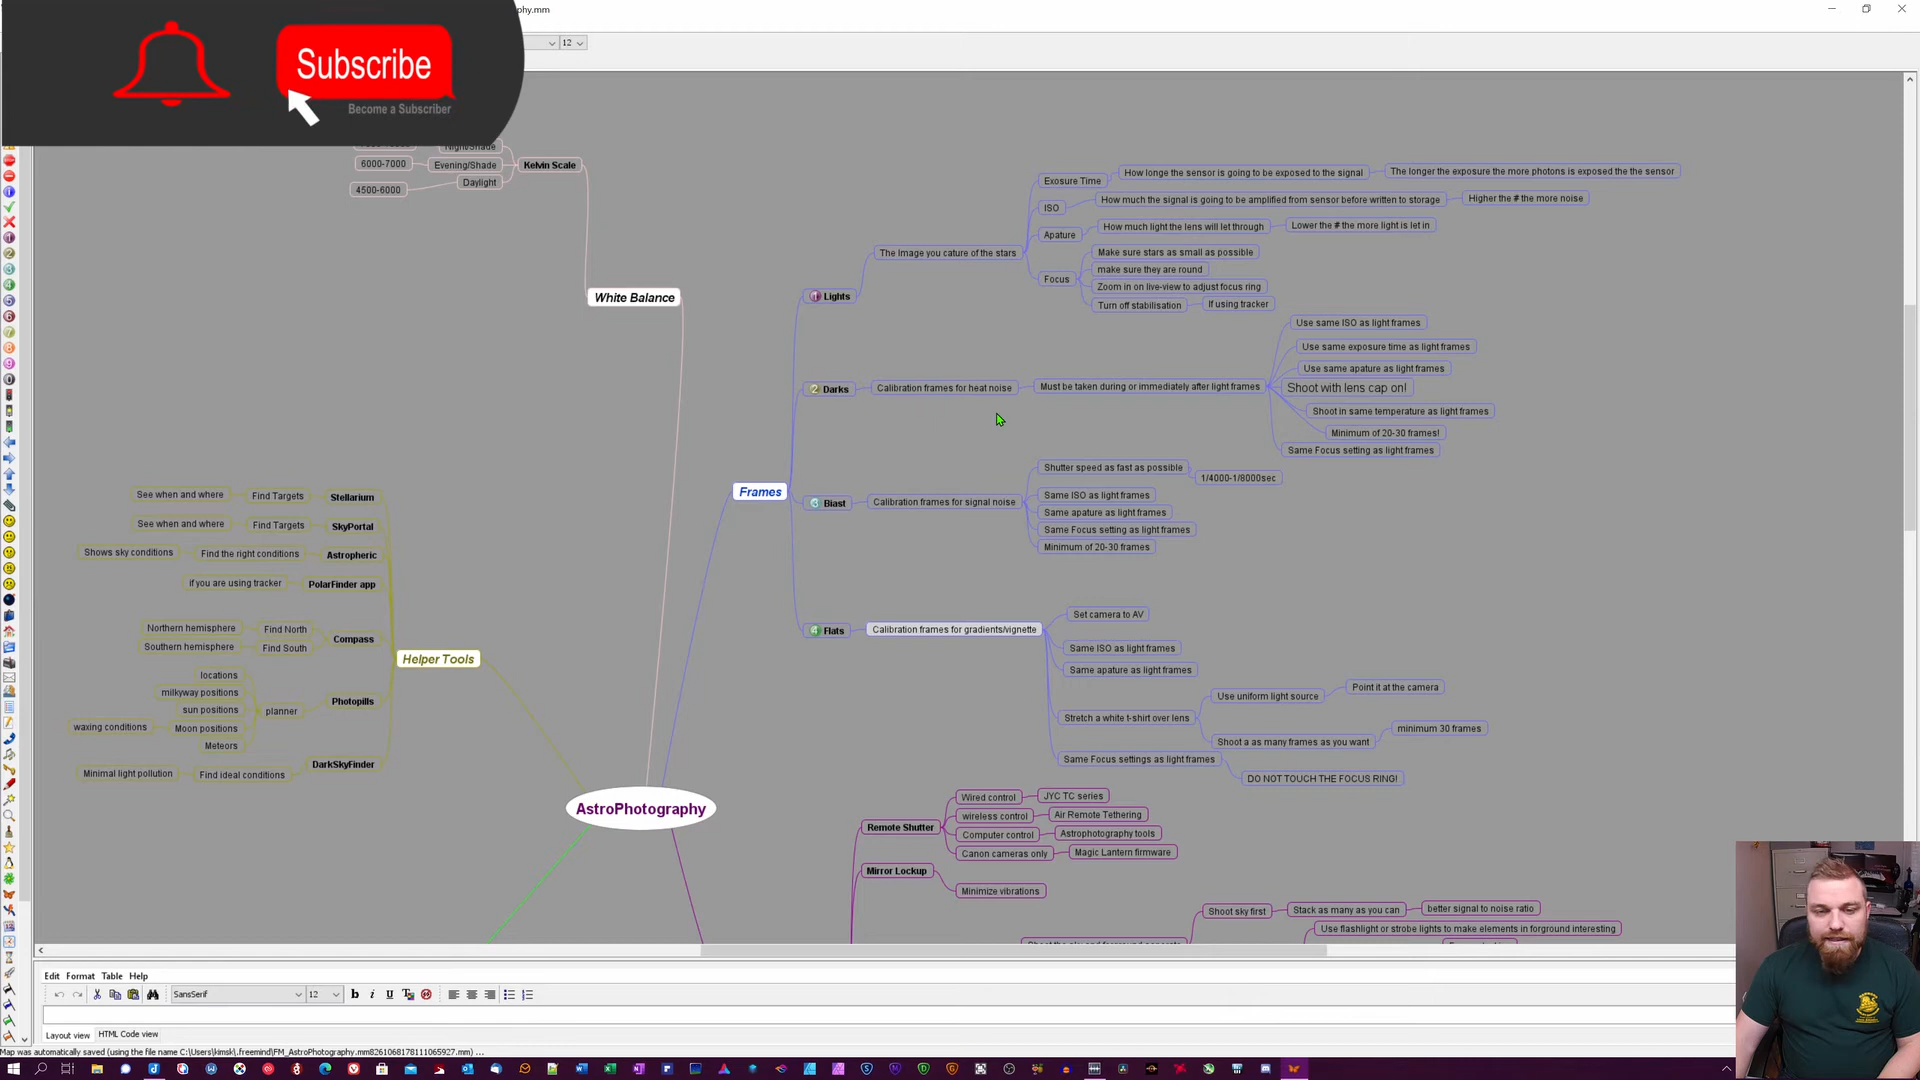 phy.mm
Subscribe
Become a Subscriber
12
Night/Shade
6000-7000
Evening/Shade
Kelvin Scale
4500-6000
Daylight
White Balance
Frames
Lights
The image you cature of the stars
Exosure Time
How longe the sensor is going to be exposed to the signal
The longer the exposure the more photons is exposed the the sensor
ISO
How much the signal is going to be amplified from sensor before written to storage
Higher the # the more noise
Apature
How much light the lens will let through
Lower the # the more light is let in
Focus
Make sure stars as small as possible
make sure they are round
Zoom in on live-view to adjust focus ring
Turn off stabilisation
If using tracker
Darks
Calibration frames for heat noise
Must be taken during or immediately after light frames
Use same ISO as light frames
Use same exposure time as light frames
Use same apature as light frames
Shoot with lens cap on!
Shoot in same temperature as light frames
Minimum of 20-30 frames!
Same Focus setting as light frames
Biast
Calibration frames for signal noise
Shutter speed as fast as possible
1/4000-1/8000sec
Same ISO as light frames
Same apature as light frames
Same Focus setting as light frames
Minimum of 20-30 frames
Flats
Calibration frames for gradients/vignette
Set camera to AV
Same ISO as light frames
Same apature as light frames
Stretch a white t-shirt over lens
Use uniform light source
Point it at the camera
Shoot a as many frames as you want
minimum 30 frames
Same Focus settings as light frames
DO NOT TOUCH THE FOCUS RING!
Helper Tools
See when and where
Find Targets
Stellarium
See when and where
Find Targets
SkyPortal
Shows sky conditions
Find the right conditions
Astropheric
if you are using tracker
PolarFinder app
Northern hemisphere
Find North
Southern hemisphere
Find South
Compass
locations
milkyway positions
sun positions
waxing conditions
Moon positions
Meteors
planner
Photopills
Minimal light pollution
Find ideal conditions
DarkSkyFinder
AstroPhotography
Remote Shutter
Wired control
JYC TC series
wireless control
Air Remote Tethering
Computer control
Astrophotography tools
Canon cameras only
Magic Lantern firmware
Mirror Lockup
Minimize vibrations
Shoot sky first
Stack as many as you can
better signal to noise ratio
Use flashlight or strobe lights to make elements in forground interesting
Edit Format Table Help
SansSerif
12
Layout view
HTML Code view
Map was automatically saved (using the file name C:\Users\kimsk\.freemind\FM_AstroPhotography.mm8261068178111065927.mm) ...